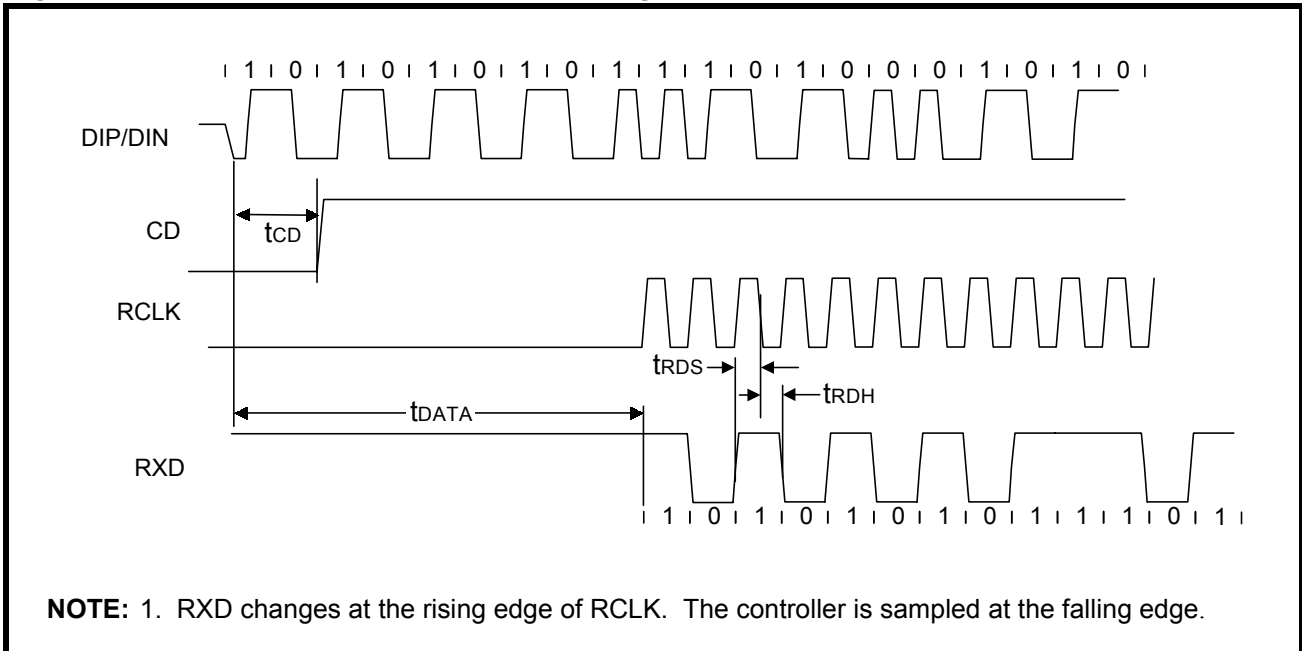 1 0 1 0 1 0 1 0 1 1 1 0 1 0 0 0 1 0 1 0
DIP/DIN
CD
tCD
RCLK
tRDS
tRDH
tDATA
RXD
1 0 1 0 1 0 1 0 1 1 1 0 1
NOTE: 1. RXD changes at the rising edge of RCLK. The controller is sampled at the falling edge.